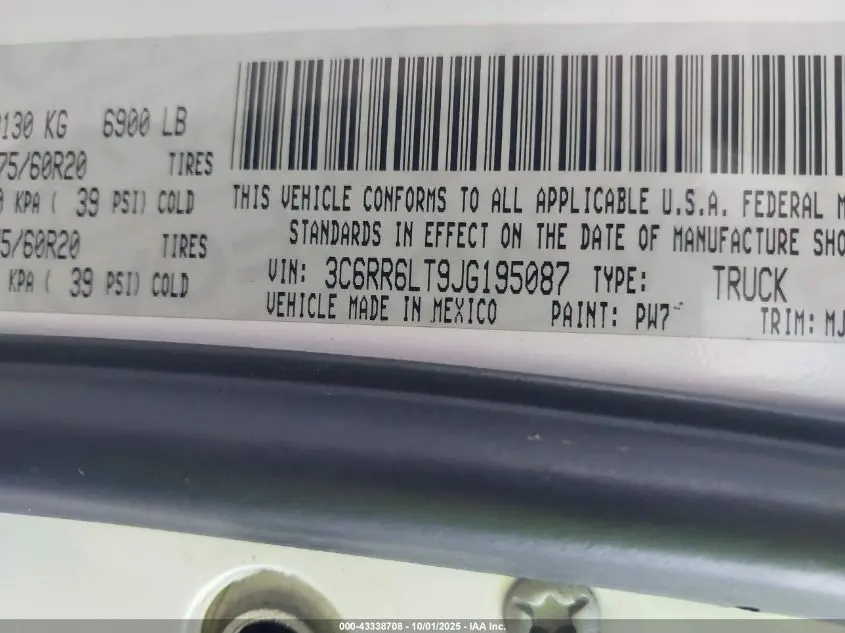 130 KG 6900 LB
75/60R20 TIRES
KPA ( 39 PSI) COLD
5/60R20 TIRES
KPA ( 39 PSI) COLD
THIS VEHICLE CONFORMS TO ALL APPLICABLE U.S.A. FEDERAL M
STANDARDS IN EFFECT ON THE DATE OF MANUFACTURE SHO
VIN: 3C6RR6LT9JG195087 TYPE: TRUCK
VEHICLE MADE IN MEXICO PAINT: PW7 TRIM: MJ
000-43338708 - 10/01/2025 - IAA Inc.